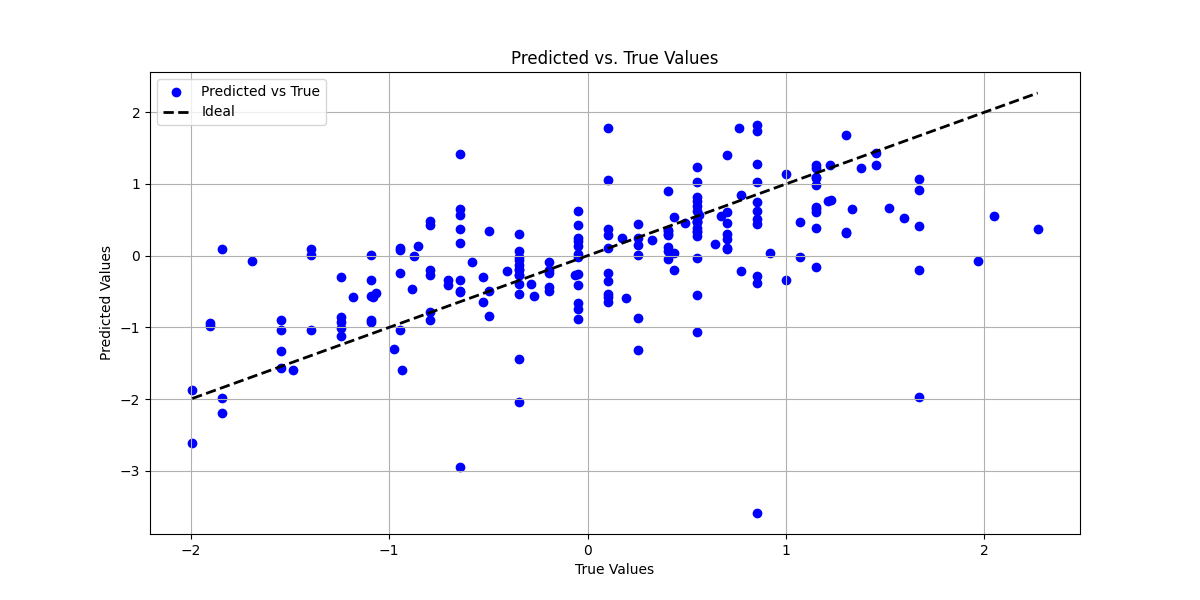 Predicted vs. True Values
Predicted vs True
Ideal
2
1
0
−1
−2
−3
Predicted Values
−2
−1
0
1
2
True Values